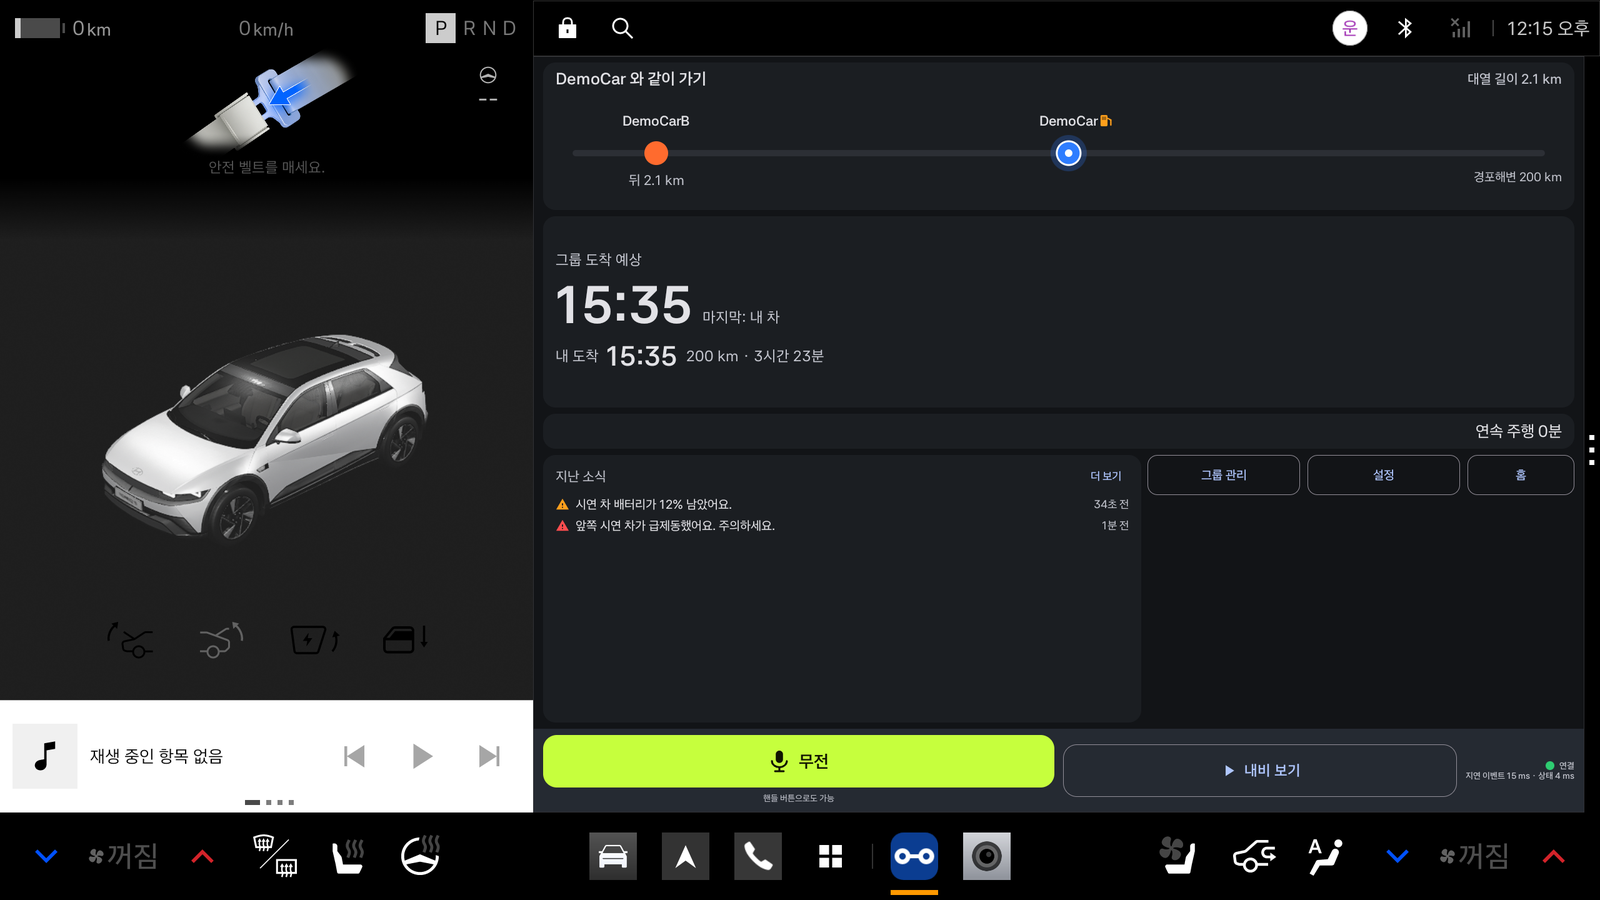 0 km
0 km/h
P R N D
안전 벨트를 매세요.
--
재생 중인 항목 없음
운
12:15 오후
DemoCar 와 같이 가기
대열 길이 2.1 km
DemoCarB
DemoCar
뒤 2.1 km
경포해변 200 km
그룹 도착 예상
15:35 마지막: 내 차
내 도착 15:35 200 km · 3시간 23분
연속 주행 0분
지난 소식
더 보기
시연 차 배터리가 12% 남았어요.
34초 전
앞쪽 시연 차가 급제동했어요. 주의하세요.
1분 전
그룹 관리
설정
홈
무전
핸들 버튼으로도 가능
내비 보기
연결
지연 이벤트 15 ms · 상태 4 ms
꺼짐
A
꺼짐